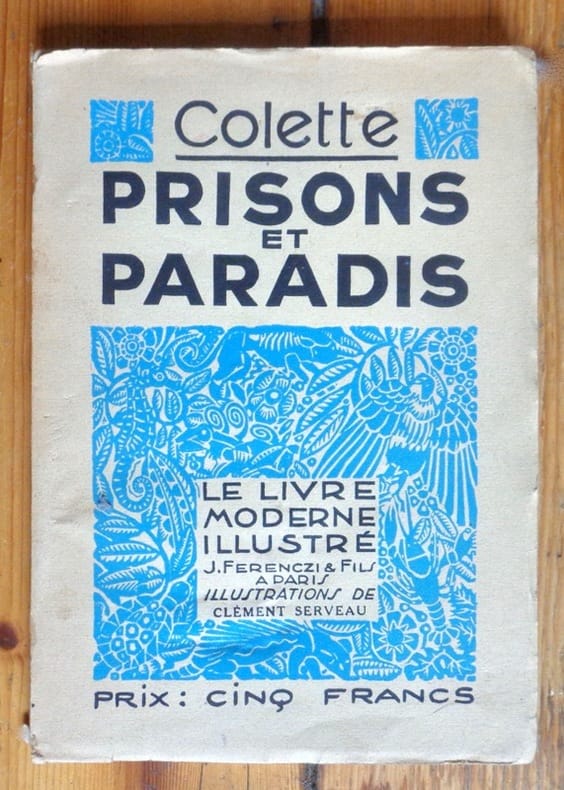 Colette
PRISONS
ET
PARADIS
LE LIVRE
MODERNE
ILLUSTRÉ
J. FERENCZI & FILS
A PARIS
ILLUSTRATIONS DE
CLÉMENT SERVEAU
PRIX : CINQ FRANCS